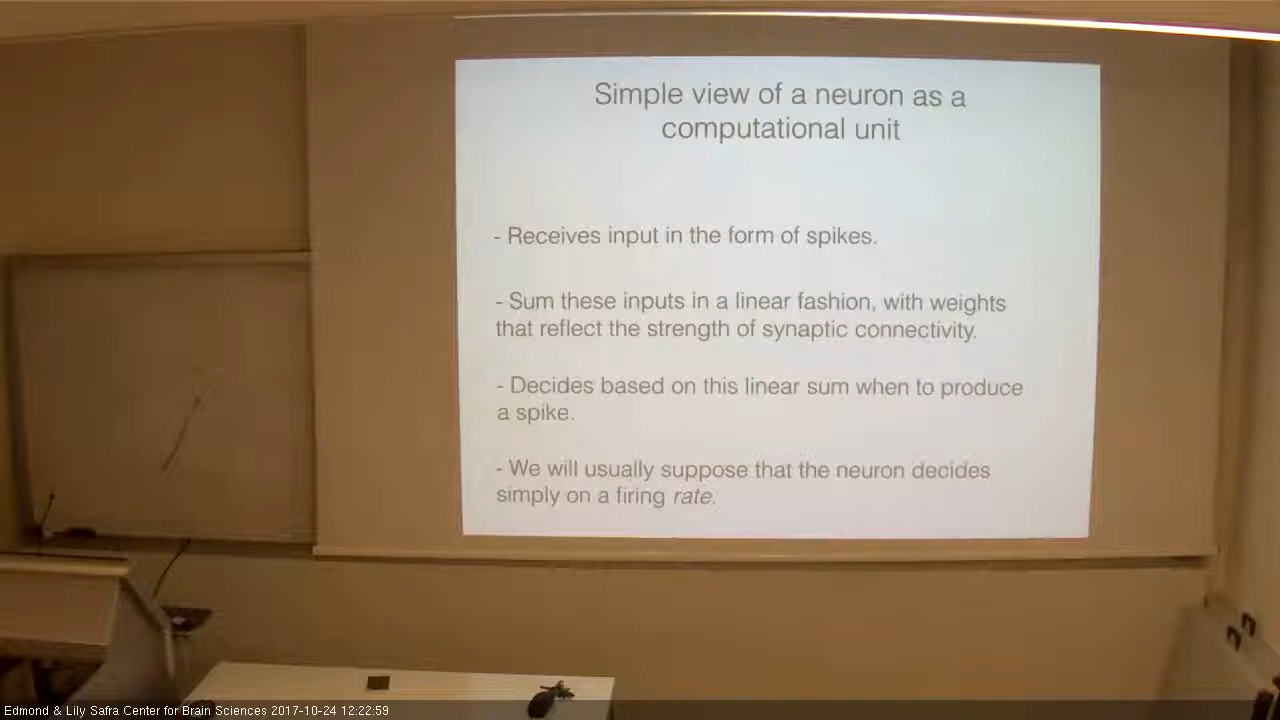 Simple view of a neuron as a
computational unit
- Receives input in the form of spikes.
- Sum these inputs in a linear fashion, with weights
that reflect the strength of synaptic connectivity.
- Decides based on this linear sum when to produce
a spike.
- We will usually suppose that the neuron decides
simply on a firing rate.
Edmond & Lily Safra Center for Brain Sciences 2017-10-24 12:22:59